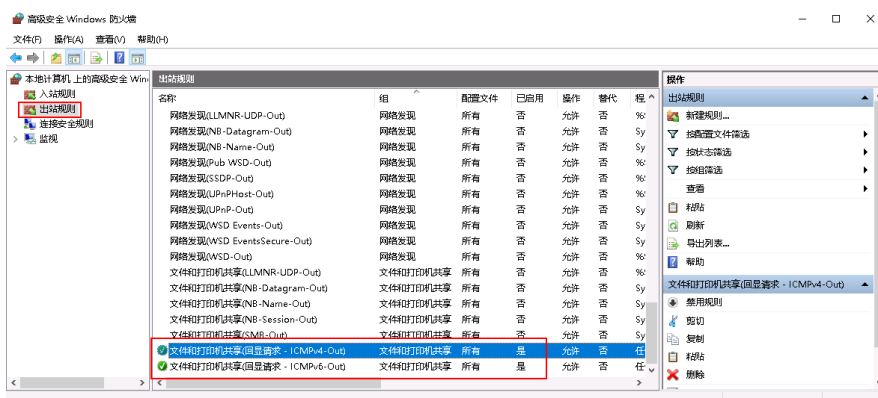 高级安全 Windows 防火墙
文件(F) 操作(A) 查看(V) 帮助(H)
本地计算机 上的高级安全 Win
入站规则
出站规则
连接安全规则
监视
出站规则
名称 组 配置文件 已启用 操作 替代 程
网络发现(LLMNR-UDP-Out) 网络发现 所有 否 允许 否 %
网络发现(NB-Datagram-Out) 网络发现 所有 否 允许 否 Sy
网络发现(NB-Name-Out) 网络发现 所有 否 允许 否 Sy
网络发现(Pub WSD-Out) 网络发现 所有 否 允许 否 %
网络发现(SSDP-Out) 网络发现 所有 否 允许 否 %
网络发现(UPnPHost-Out) 网络发现 所有 否 允许 否 %
网络发现(UPnP-Out) 网络发现 所有 否 允许 否 Sy
网络发现(WSD Events-Out) 网络发现 所有 否 允许 否 Sy
网络发现(WSD EventsSecure-Out) 网络发现 所有 否 允许 否 Sy
网络发现(WSD-Out) 网络发现 所有 否 允许 否 %
文件和打印机共享(LLMNR-UDP-Out) 文件和打印机共享 所有 否 允许 否 %
文件和打印机共享(NB-Datagram-Out) 文件和打印机共享 所有 否 允许 否 Sy
文件和打印机共享(NB-Name-Out) 文件和打印机共享 所有 否 允许 否 Sy
文件和打印机共享(NB-Session-Out) 文件和打印机共享 所有 否 允许 否 Sy
文件和打印机共享(SMB-Out) 文件和打印机共享 所有 否 允许 否 Sy
文件和打印机共享(回显请求 - ICMPv4-Out) 文件和打印机共享 所有 是 允许 否 任
文件和打印机共享(回显请求 - ICMPv6-Out) 文件和打印机共享 所有 是 允许 否 任
操作
出站规则
新建规则...
按配置文件筛选
按状态筛选
按组筛选
查看
粘贴
刷新
导出列表...
帮助
文件和打印机共享(回显请求 - ICMPv4-Out)
禁用规则
剪切
复制
粘贴
删除